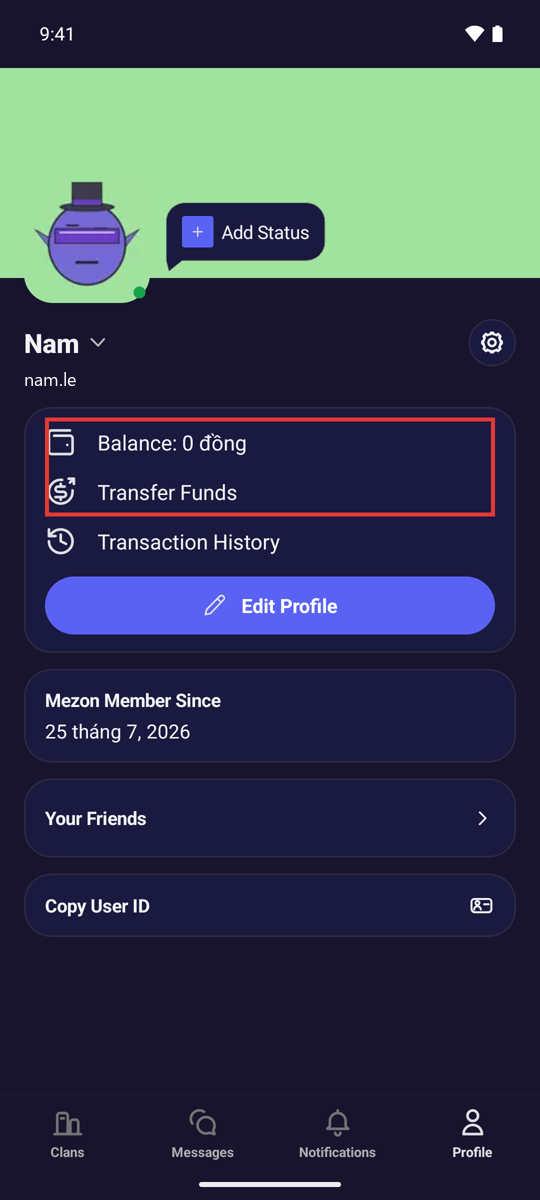 9:41
+ Add Status
Nam
nam.le
Balance: 0 đồng
Transfer Funds
Transaction History
Edit Profile
Mezon Member Since
25 tháng 7, 2026
Your Friends
Copy User ID
Clans
Messages
Notifications
Profile